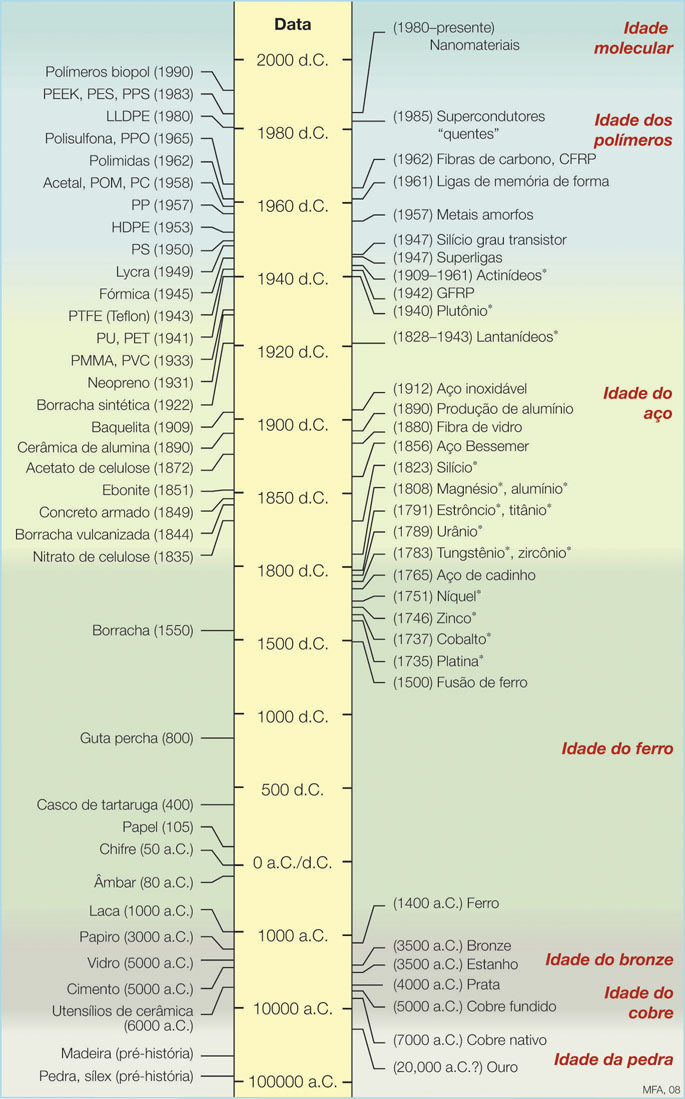 Data
2000 d.C.
1980 d.C.
1960 d.C.
1940 d.C.
1920 d.C.
1900 d.C.
1850 d.C.
1800 d.C.
1500 d.C.
1000 d.C.
500 d.C.
0 a.C./d.C.
1000 a.C.
10000 a.C.
100000 a.C.
Polímeros biopol (1990)
PEEK, PES, PPS (1983)
LLDPE (1980)
Polisulfona, PPO (1965)
Polimidas (1962)
Acetal, POM, PC (1958)
PP (1957)
HDPE (1953)
PS (1950)
Lycra (1949)
Fórmica (1945)
PTFE (Teflon) (1943)
PU, PET (1941)
PMMA, PVC (1933)
Neopreno (1931)
Borracha sintética (1922)
Baquelita (1909)
Cerâmica de alumina (1890)
Acetato de celulose (1872)
Ebonite (1851)
Concreto armado (1849)
Borracha vulcanizada (1844)
Nitrato de celulose (1835)
Borracha (1550)
Guta percha (800)
Casco de tartaruga (400)
Papel (105)
Chifre (50 a.C.)
Âmbar (80 a.C.)
Laca (1000 a.C.)
Papiro (3000 a.C.)
Vidro (5000 a.C.)
Cimento (5000 a.C.)
Utensílios de cerâmica
(6000 a.C.)
Madeira (pré-história)
Pedra, sílex (pré-história)
(1980–presente)
Nanomateriais
(1985) Supercondutores
"quentes"
(1962) Fibras de carbono, CFRP
(1961) Ligas de memória de forma
(1957) Metais amorfos
(1947) Silício grau transistor
(1947) Superligas
(1909–1961) Actinídeos*
(1942) GFRP
(1940) Plutônio*
(1828–1943) Lantanídeos*
(1912) Aço inoxidável
(1890) Produção de alumínio
(1880) Fibra de vidro
(1856) Aço Bessemer
(1823) Silício*
(1808) Magnésio*, alumínio*
(1791) Estrôncio*, titânio*
(1789) Urânio*
(1783) Tungstênio*, zircônio*
(1765) Aço de cadinho
(1751) Níquel*
(1746) Zinco*
(1737) Cobalto*
(1735) Platina*
(1500) Fusão de ferro
(1400 a.C.) Ferro
(3500 a.C.) Bronze
(3500 a.C.) Estanho
(4000 a.C.) Prata
(5000 a.C.) Cobre fundido
(7000 a.C.) Cobre nativo
(20,000 a.C.?) Ouro
Idade
molecular
Idade dos
polímeros
Idade do
aço
Idade do ferro
Idade do bronze
Idade do
cobre
Idade da pedra
MFA, 08